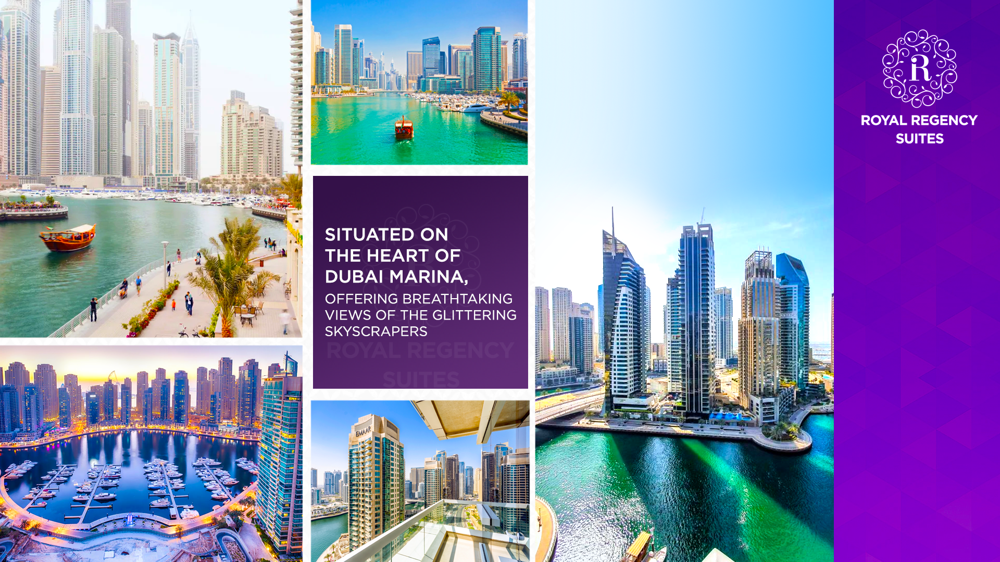 SITUATED ON
THE HEART OF
DUBAI MARINA,
OFFERING BREATHTAKING
VIEWS OF THE GLITTERING
SKYSCRAPERS
R
ROYAL REGENCY
SUITES
EMAAR
R
ROYAL REGENCY
SUITES